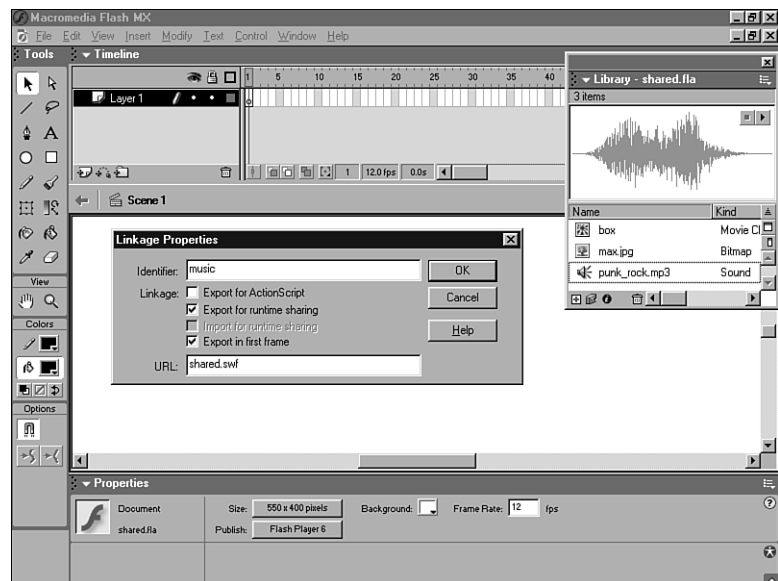 Macromedia Flash MX
File Edit View Insert Modify Text Control Window Help
Tools
Timeline
1 5 10 15 20 25 30 35 40
Layer 1
1 12.0 fps 0.0s
Scene 1
Library - shared.fla
3 items
Name Kind
box Movie Cl
max.jpg Bitmap
punk_rock.mp3 Sound
Linkage Properties
Identifier: music
OK
Linkage: Export for ActionScript
Cancel
Export for runtime sharing
Import for runtime sharing
Help
Export in first frame
URL: shared.swf
View
Colors
Options
Properties
Document Size: 550 x 400 pixels Background: Frame Rate: 12 fps
shared.fla Publish: Flash Player 6